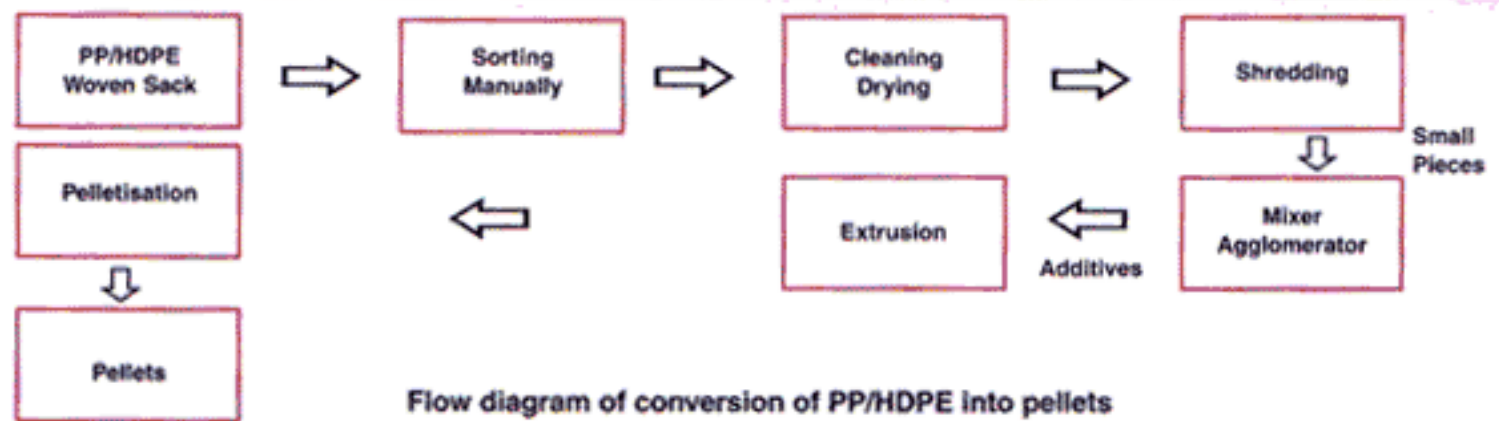 PP/HDPE
Woven Sack
Sorting
Manually
Cleaning
Drying
Shredding
Small
Pieces
Mixer
Agglomerator
Additives
Extrusion
Pelletisation
Pellets
Flow diagram of conversion of PP/HDPE into pellets